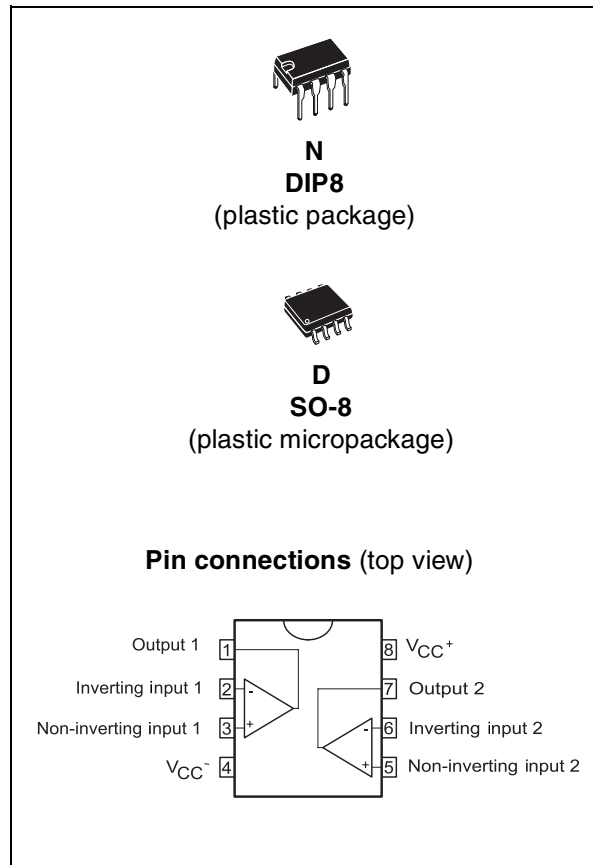 N
DIP8
(plastic package)
D
SO-8
(plastic micropackage)
Pin connections (top view)
Output 1 1 8 VCC+
Inverting input 1 2 - 7 Output 2
Non-inverting input 1 3 + - 6 Inverting input 2
VCC- 4 + 5 Non-inverting input 2